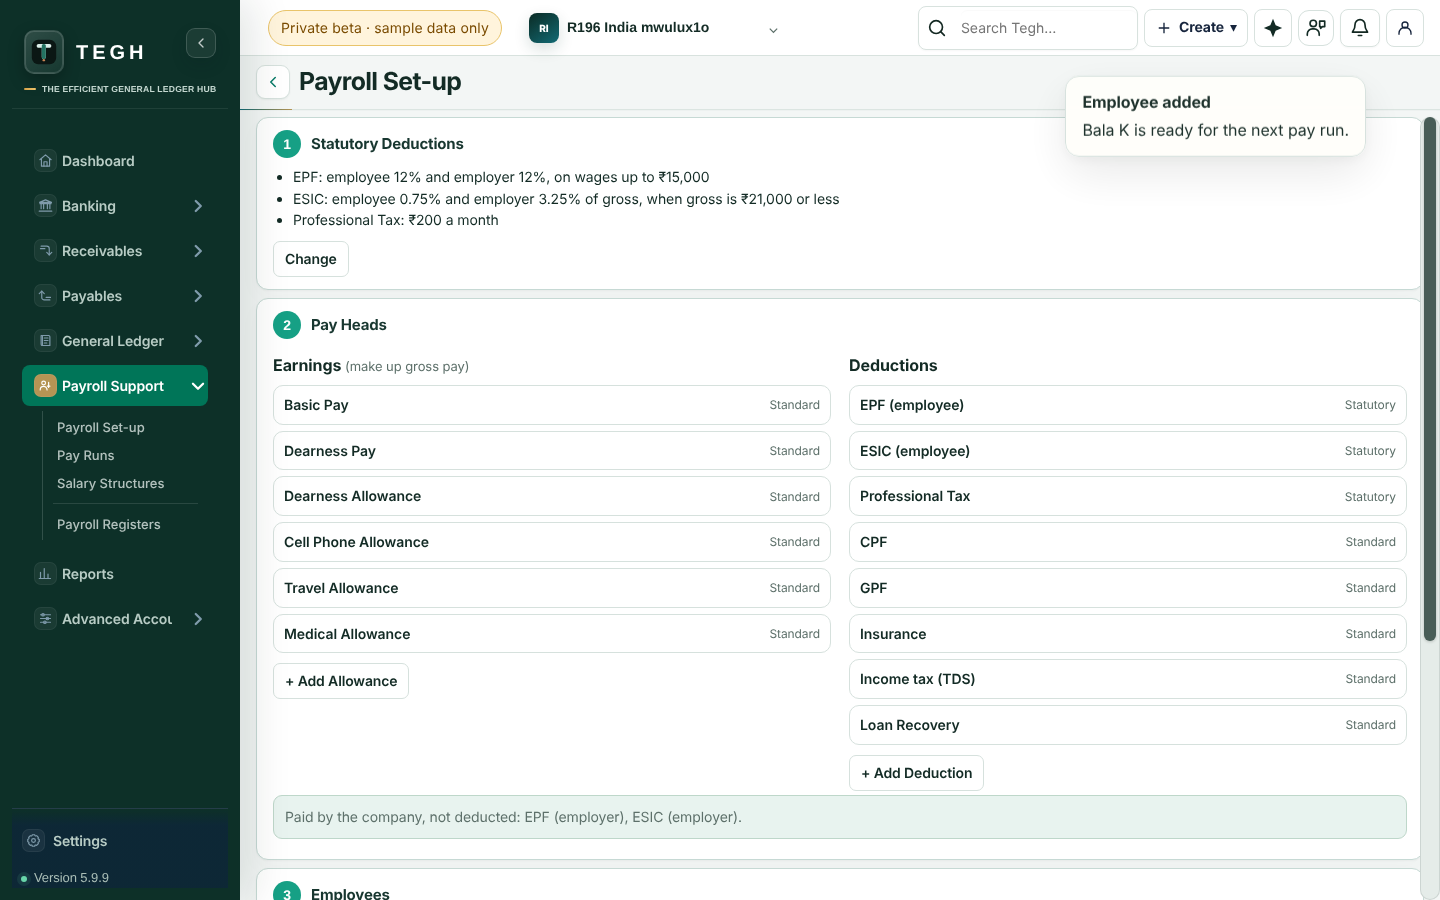 TEGH
THE EFFICIENT GENERAL LEDGER HUB
Dashboard
Banking
Receivables
Payables
General Ledger
Payroll Support
Payroll Set-up
Pay Runs
Salary Structures
Payroll Registers
Reports
Advanced Accou
Settings
Version 5.9.9
Private beta · sample data only
RI
R196 India mwulux1o
Search Tegh...
+ Create ▾
Payroll Set-up
Employee added
Bala K is ready for the next pay run.
1 Statutory Deductions
• EPF: employee 12% and employer 12%, on wages up to ₹15,000
• ESIC: employee 0.75% and employer 3.25% of gross, when gross is ₹21,000 or less
• Professional Tax: ₹200 a month
Change
2 Pay Heads
Earnings (make up gross pay)
Basic Pay Standard
Dearness Pay Standard
Dearness Allowance Standard
Cell Phone Allowance Standard
Travel Allowance Standard
Medical Allowance Standard
+ Add Allowance
Deductions
EPF (employee) Statutory
ESIC (employee) Statutory
Professional Tax Statutory
CPF Standard
GPF Standard
Insurance Standard
Income tax (TDS) Standard
Loan Recovery Standard
+ Add Deduction
Paid by the company, not deducted: EPF (employer), ESIC (employer).
3 Employees